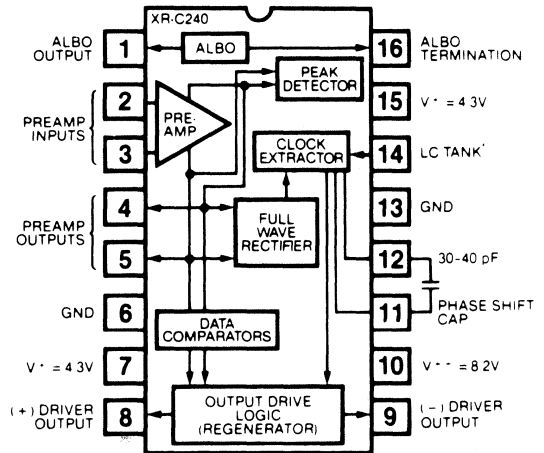 XR-C240
ALBO
OUTPUT
1
ALBO
16
ALBO
TERMINATION
PEAK
DETECTOR
2
PREAMP
INPUTS
3
PRE-
AMP
15
V+ = 4.3V
CLOCK
EXTRACTOR
14
LC TANK
4
PREAMP
OUTPUTS
5
FULL
WAVE
RECTIFIER
13
GND
12
30-40 pF
11
PHASE SHIFT
CAP
GND
6
DATA
COMPARATORS
V+ = 4.3V
7
10
V++ = 8.2V
(+) DRIVER
OUTPUT
8
OUTPUT DRIVE
LOGIC
(REGENERATOR)
9
(-) DRIVER
OUTPUT